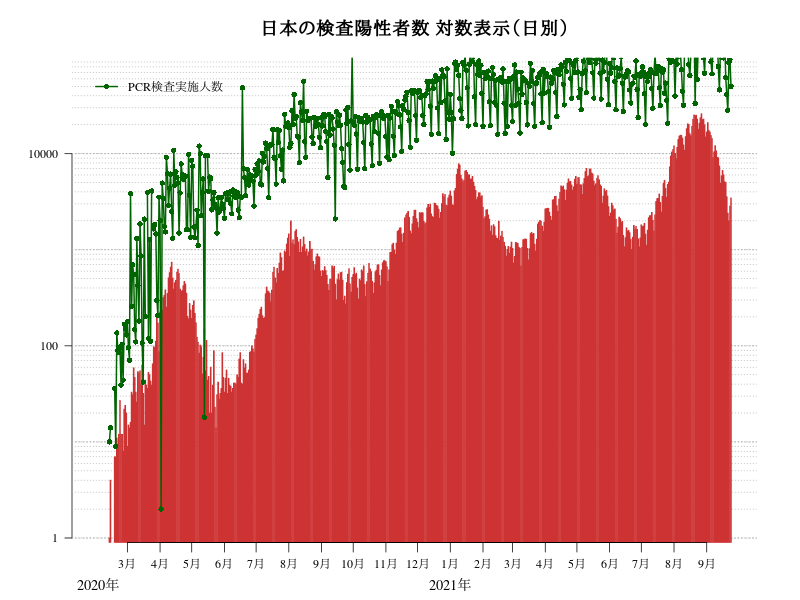 日本の検査陽性者数 対数表示（日別）
PCR検査実施人数
10000
100
1
3月 4月 5月 6月 7月 8月 9月 10月 11月 12月 1月 2月 3月 4月 5月 6月 7月 8月 9月
2020年 2021年